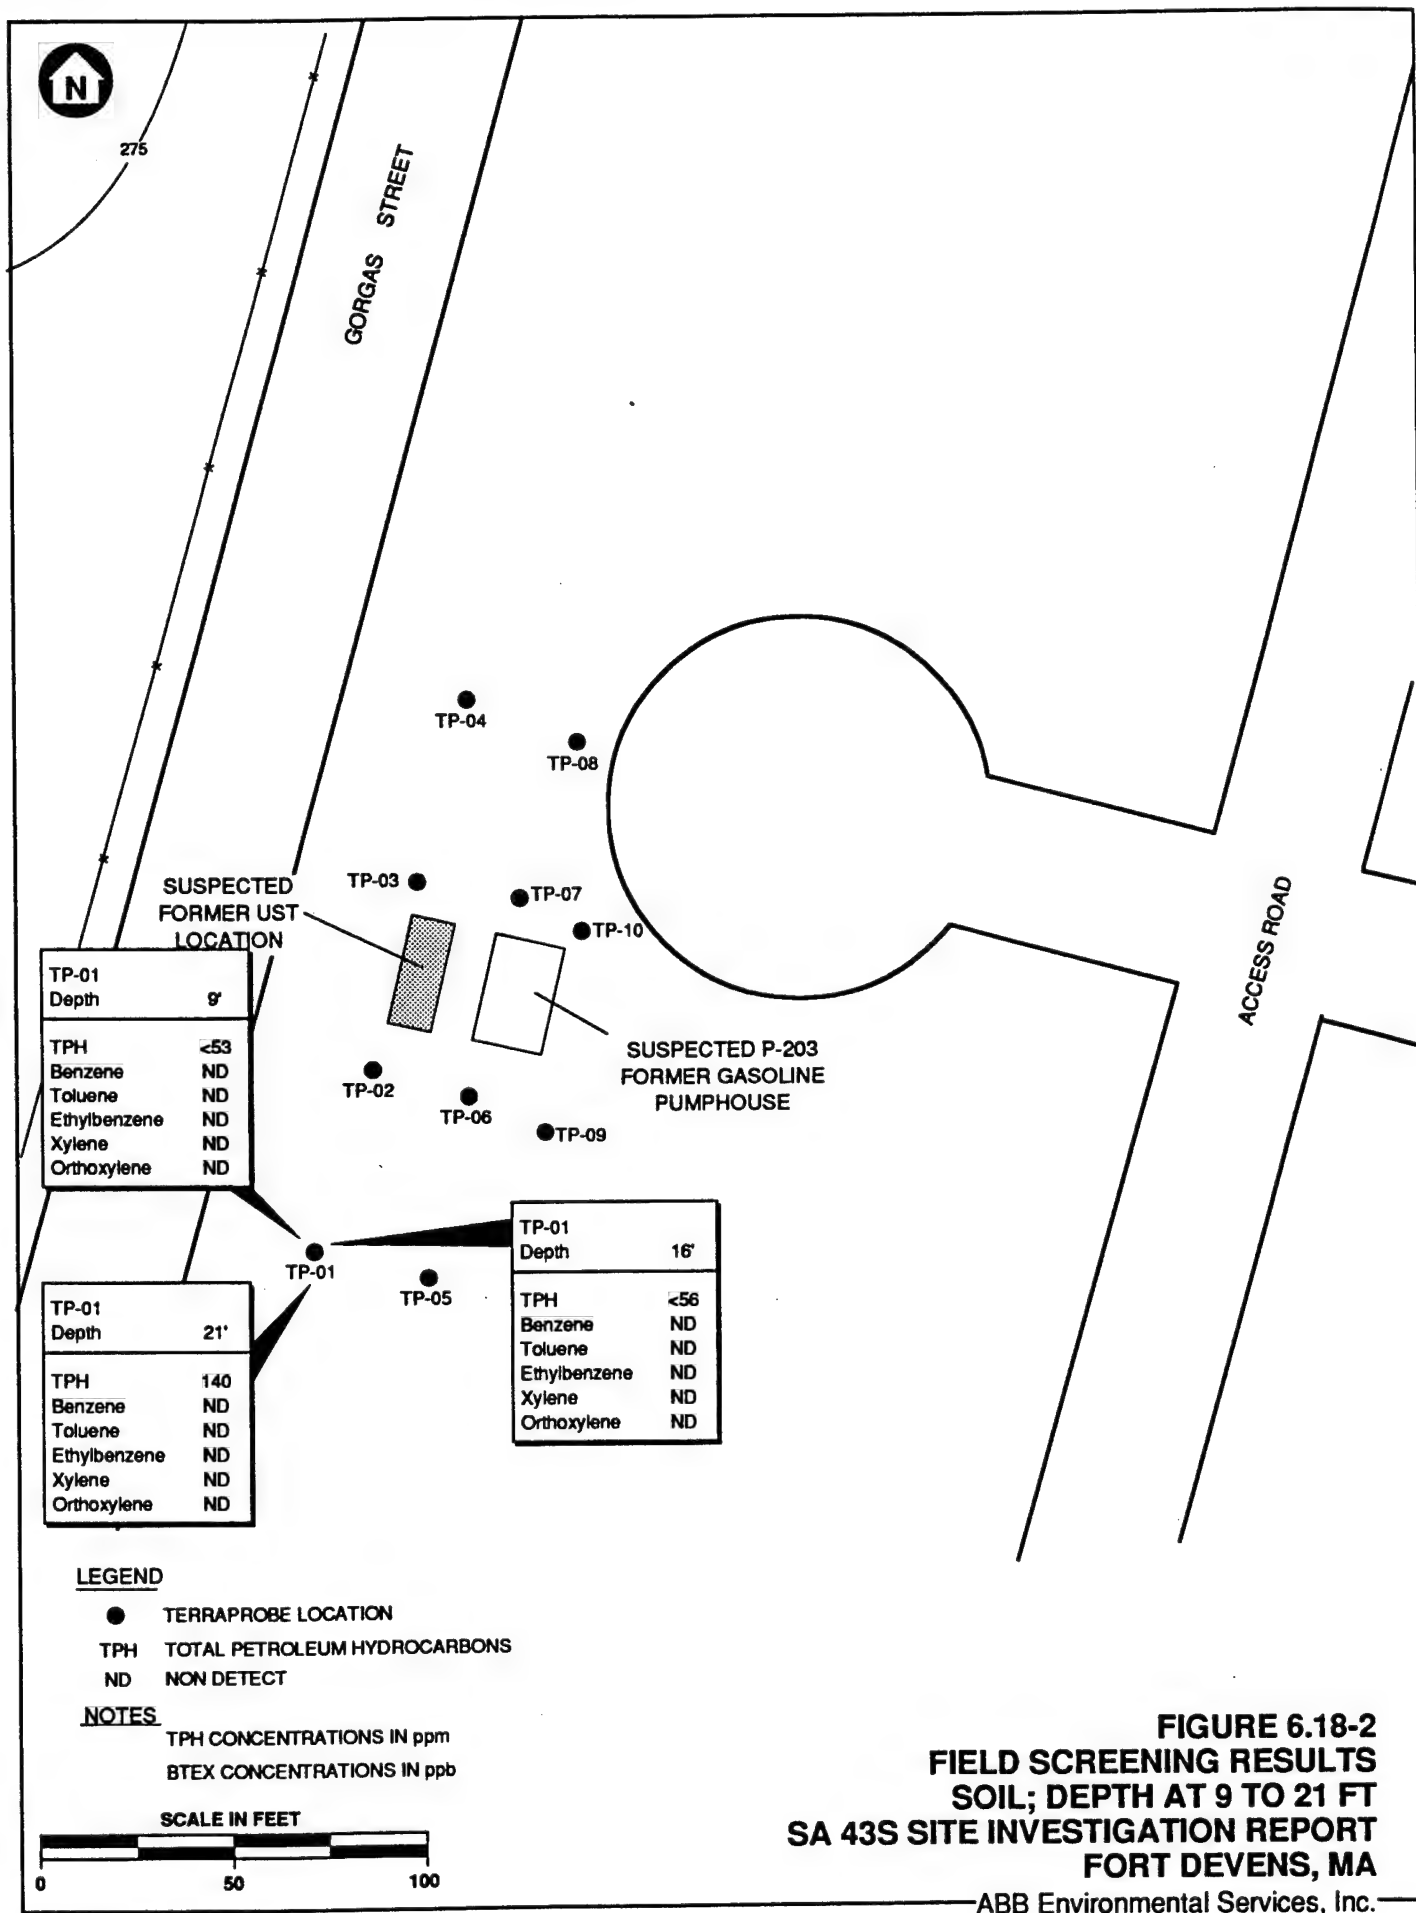 N
275
GORGAS STREET
TP-04
TP-08
TP-03
TP-07
TP-10
SUSPECTED
FORMER UST
LOCATION
ACCESS ROAD
TP-01
Depth 9'
TPH <53
Benzene ND
Toluene ND
Ethylbenzene ND
Xylene ND
Orthoxylene ND
SUSPECTED P-203
FORMER GASOLINE
PUMPHOUSE
TP-02
TP-06
TP-09
TP-01
TP-05
TP-01
Depth 16'
TPH <56
Benzene ND
Toluene ND
Ethylbenzene ND
Xylene ND
Orthoxylene ND
TP-01
Depth 21'
TPH 140
Benzene ND
Toluene ND
Ethylbenzene ND
Xylene ND
Orthoxylene ND
LEGEND
TERRAPROBE LOCATION
TPH TOTAL PETROLEUM HYDROCARBONS
ND NON DETECT
NOTES
TPH CONCENTRATIONS IN ppm
BTEX CONCENTRATIONS IN ppb
SCALE IN FEET
0 50 100
FIGURE 6.18-2
FIELD SCREENING RESULTS
SOIL; DEPTH AT 9 TO 21 FT
SA 43S SITE INVESTIGATION REPORT
FORT DEVENS, MA
ABB Environmental Services, Inc.